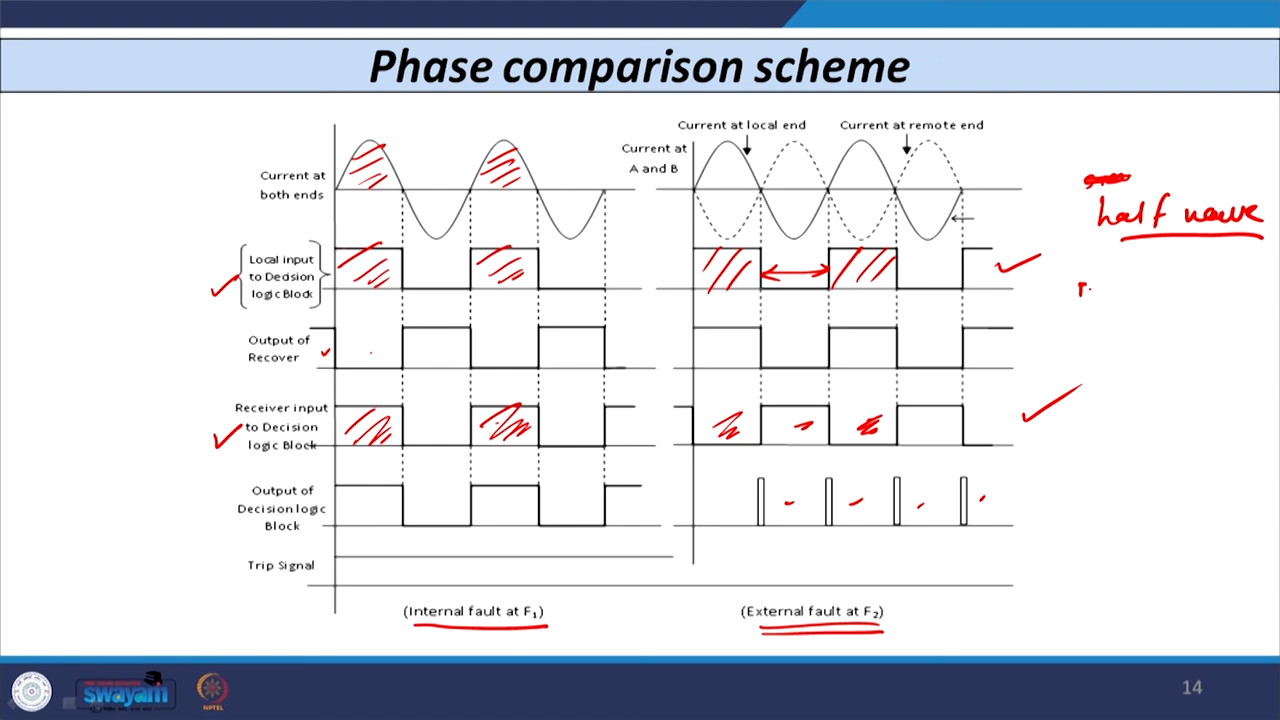 Phase comparison scheme
Current at local end
Current at remote end
Current at
A and B
Current at
both ends
Local input
to Decision
logic Block
Output of
Recover
Receiver input
to Decision
logic Block
Output of
Decision logic
Block
Trip Signal
(Internal fault at F₁)
(External fault at F₂)
half wave
swayam
NPTEL
14